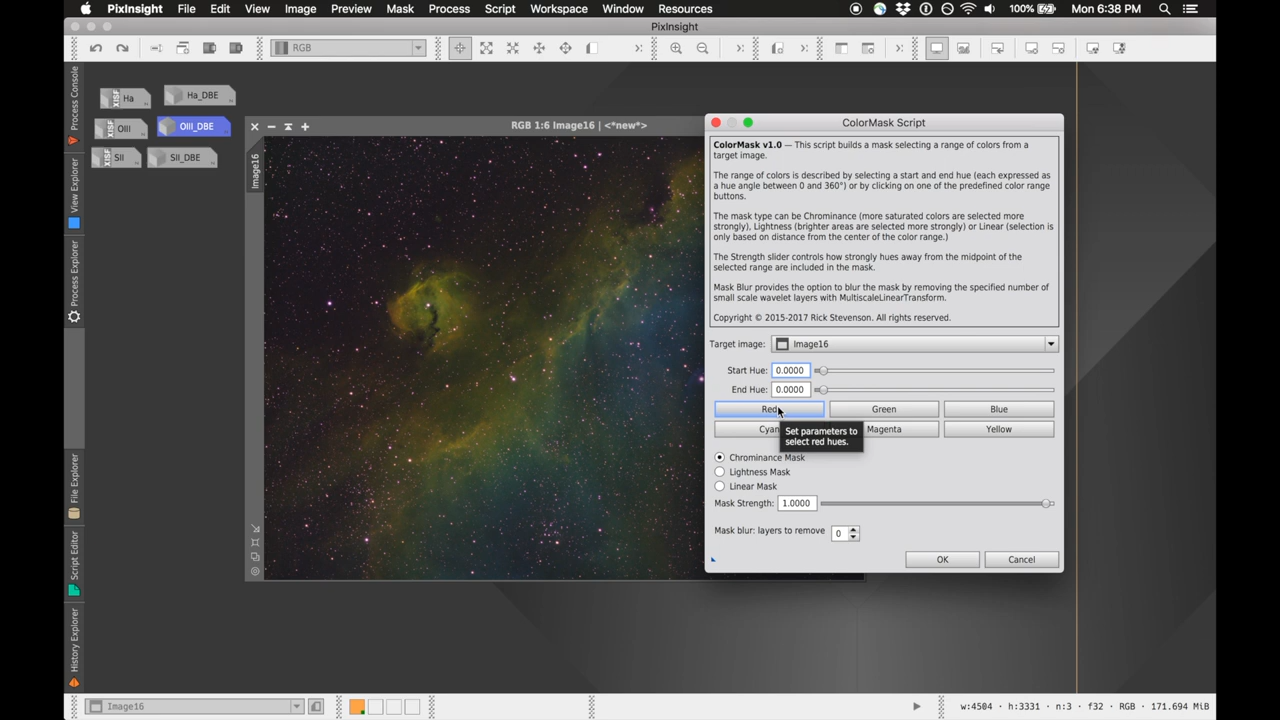 PixInsight File Edit View Image Preview Mask Process Script Workspace Window Resources 100% Mon 6:38 PM
PixInsight
RGB
Process Console
View Explorer
Process Explorer
File Explorer
Script Editor
History Explorer
XISF Ha
Ha_DBE
XISF OIII
OIII_DBE
XISF SII
SII_DBE
RGB 1:6 Image16 | <*new*>
Image16
ColorMask Script
ColorMask v1.0 — This script builds a mask selecting a range of colors from a
target image.
The range of colors is described by selecting a start and end hue (each expressed as
a hue angle between 0 and 360°) or by clicking on one of the predefined color range
buttons.
The mask type can be Chrominance (more saturated colors are selected more
strongly), Lightness (brighter areas are selected more strongly) or Linear (selection is
only based on distance from the center of the color range.)
The Strength slider controls how strongly hues away from the midpoint of the
selected range are included in the mask.
Mask Blur provides the option to blur the mask by removing the specified number of
small scale wavelet layers with MultiscaleLinearTransform.
Copyright © 2015-2017 Rick Stevenson. All rights reserved.
Target image: Image16
Start Hue: 0.0000
End Hue: 0.0000
Red Green Blue
Cyan Magenta Yellow
Set parameters to
select red hues.
Chrominance Mask
Lightness Mask
Linear Mask
Mask Strength: 1.0000
Mask blur: layers to remove 0
OK Cancel
Image16
w:4504 · h:3331 · n:3 · f32 · RGB · 171.694 MiB